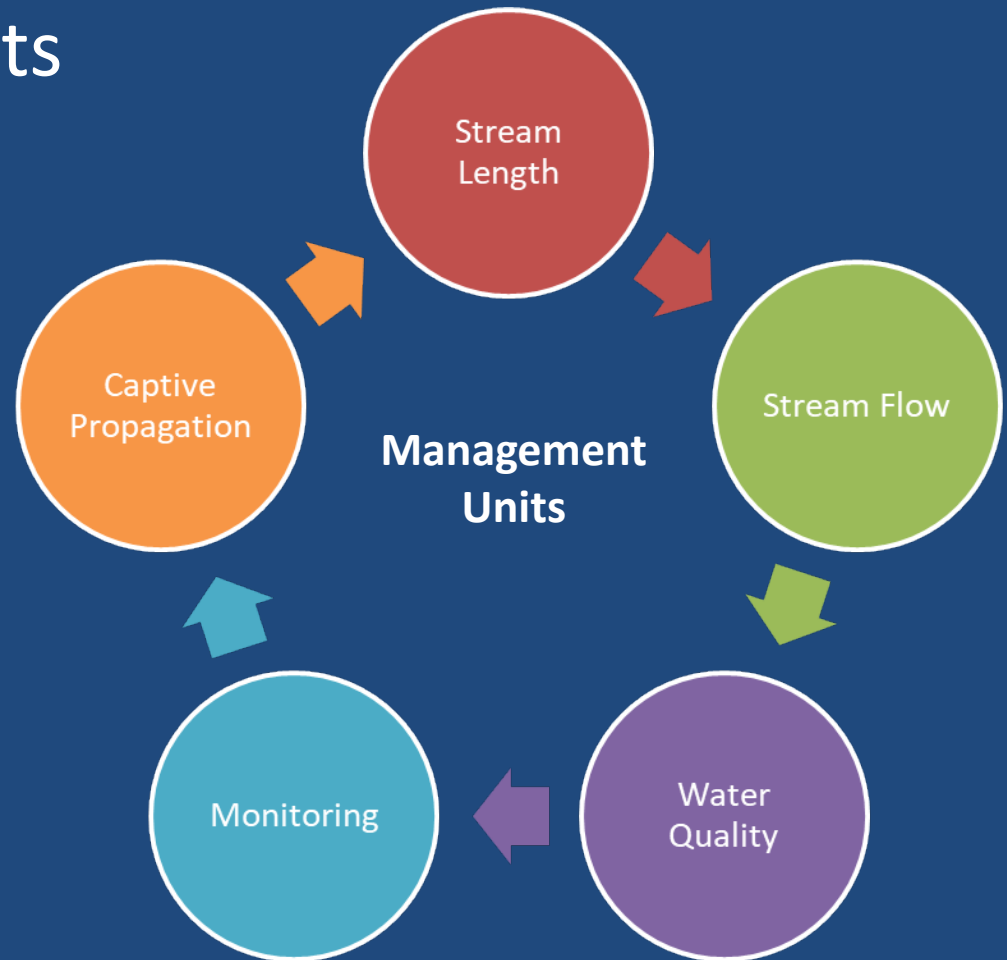 ts
Stream
Length
Stream Flow
Water
Quality
Monitoring
Captive
Propagation
Management
Units